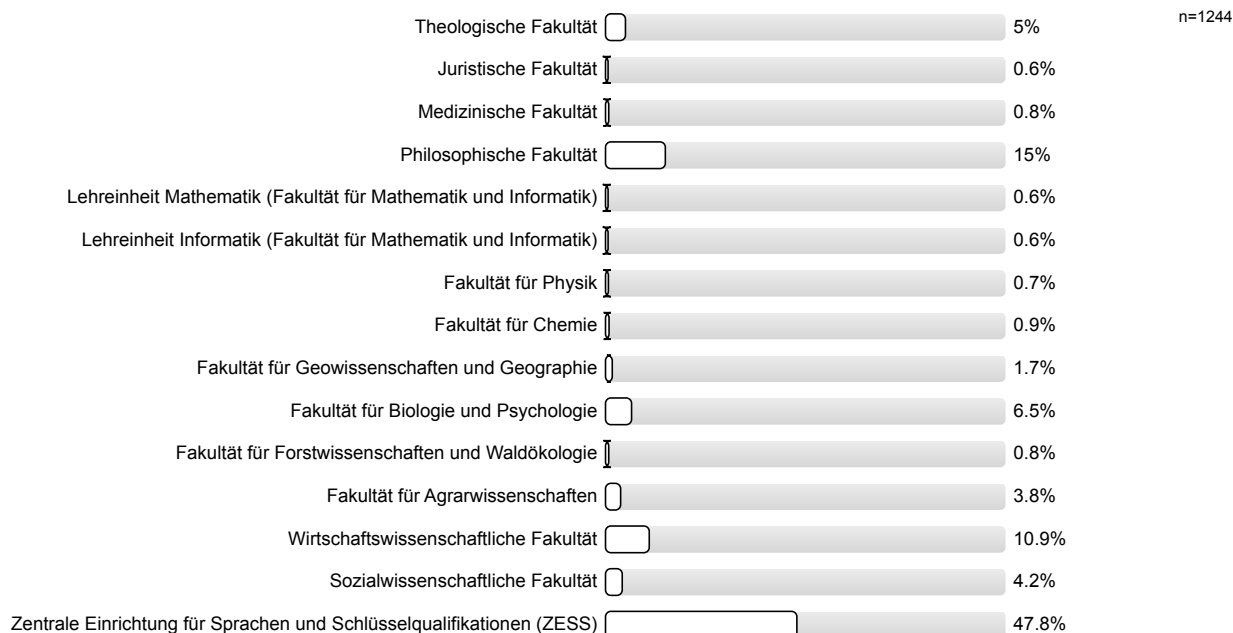 n=1244
Theologische Fakultät 5%
Juristische Fakultät 0.6%
Medizinische Fakultät 0.8%
Philosophische Fakultät 15%
Lehreinheit Mathematik (Fakultät für Mathematik und Informatik) 0.6%
Lehreinheit Informatik (Fakultät für Mathematik und Informatik) 0.6%
Fakultät für Physik 0.7%
Fakultät für Chemie 0.9%
Fakultät für Geowissenschaften und Geographie 1.7%
Fakultät für Biologie und Psychologie 6.5%
Fakultät für Forstwissenschaften und Waldökologie 0.8%
Fakultät für Agrarwissenschaften 3.8%
Wirtschaftswissenschaftliche Fakultät 10.9%
Sozialwissenschaftliche Fakultät 4.2%
Zentrale Einrichtung für Sprachen und Schlüsselqualifikationen (ZESS) 47.8%